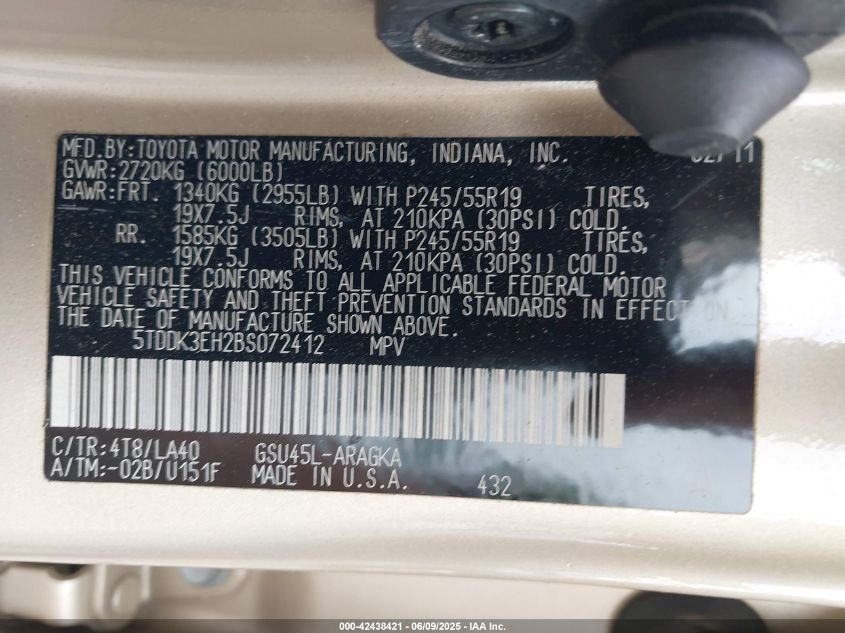 MFD.BY:TOYOTA MOTOR MANUFACTURING, INDIANA, INC. 02/11
GVWR:2720KG (6000LB)
GAWR:FRT. 1340KG (2955LB) WITH P245/55R19 TIRES,
19X7.5J RIMS, AT 210KPA (30PSI) COLD.
RR. 1585KG (3505LB) WITH P245/55R19 TIRES,
19X7.5J RIMS, AT 210KPA (30PSI) COLD.
THIS VEHICLE CONFORMS TO ALL APPLICABLE FEDERAL MOTOR
VEHICLE SAFETY AND THEFT PREVENTION STANDARDS IN EFFECT ON
THE DATE OF MANUFACTURE SHOWN ABOVE.
5TDDK3EH2BS072412 MPV
C/TR:4T8/LA40 GSU45L-ARAGKA
A/TM:-02B/U151F MADE IN U.S.A. 432
000-42438421 - 06/09/2025 - IAA Inc.